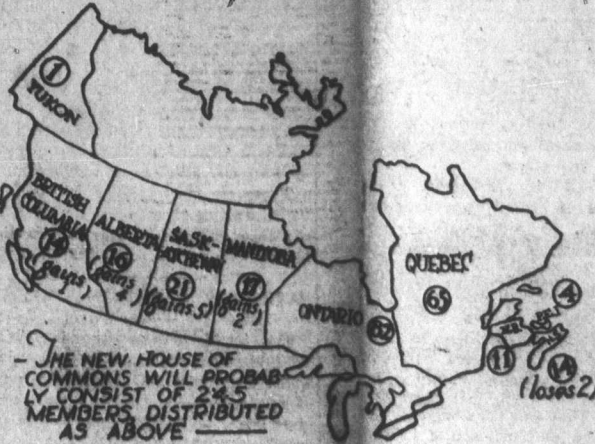 1
YUKON
BRITISH
COLUMBIA
14
(gains
1)
ALBERTA
16
(gains
4)
SASK-
ATCHEWAN
21
(gains 5)
MANITOBA
17
(gains
2)
ONTARIO
82
QUEBEC
65
4
11
14
(loses 2)
- THE NEW HOUSE OF
COMMONS WILL PROBAB-
LY CONSIST OF 245
MEMBERS DISTRIBUTED
AS ABOVE ———